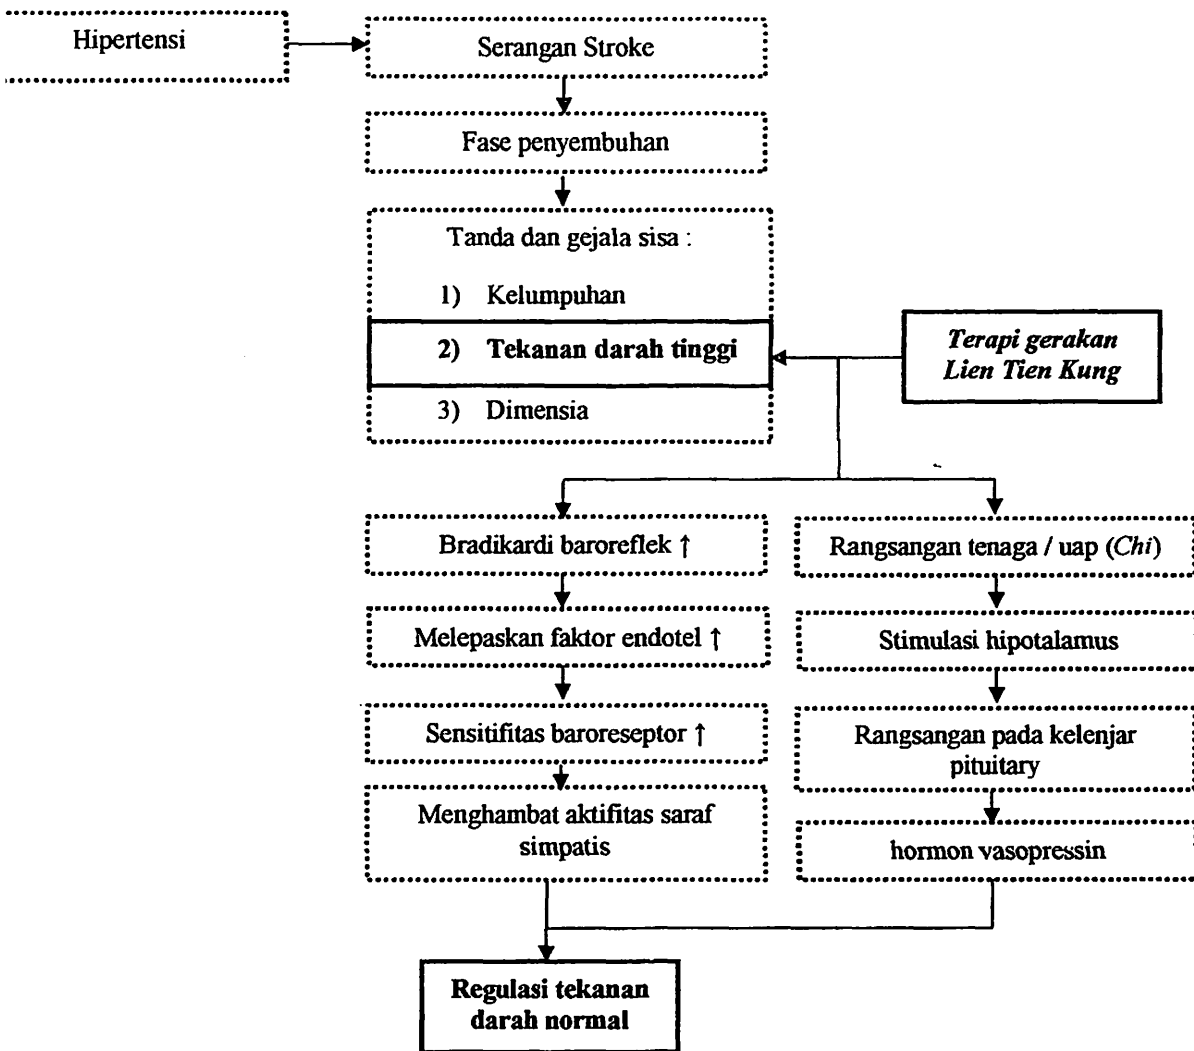 Hipertensi
Serangan Stroke
Fase penyembuhan
Tanda dan gejala sisa :
1) Kelumpuhan
2) Tekanan darah tinggi
3) Dimensia
Terapi gerakan
Lien Tien Kung
Bradikardi baroreflek ↑
Melepaskan faktor endotel ↑
Sensitifitas baroreseptor ↑
Menghambat aktifitas saraf
simpatis
Rangsangan tenaga / uap (Chi)
Stimulasi hipotalamus
Rangsangan pada kelenjar
pituitary
hormon vasopressin
Regulasi tekanan
darah normal